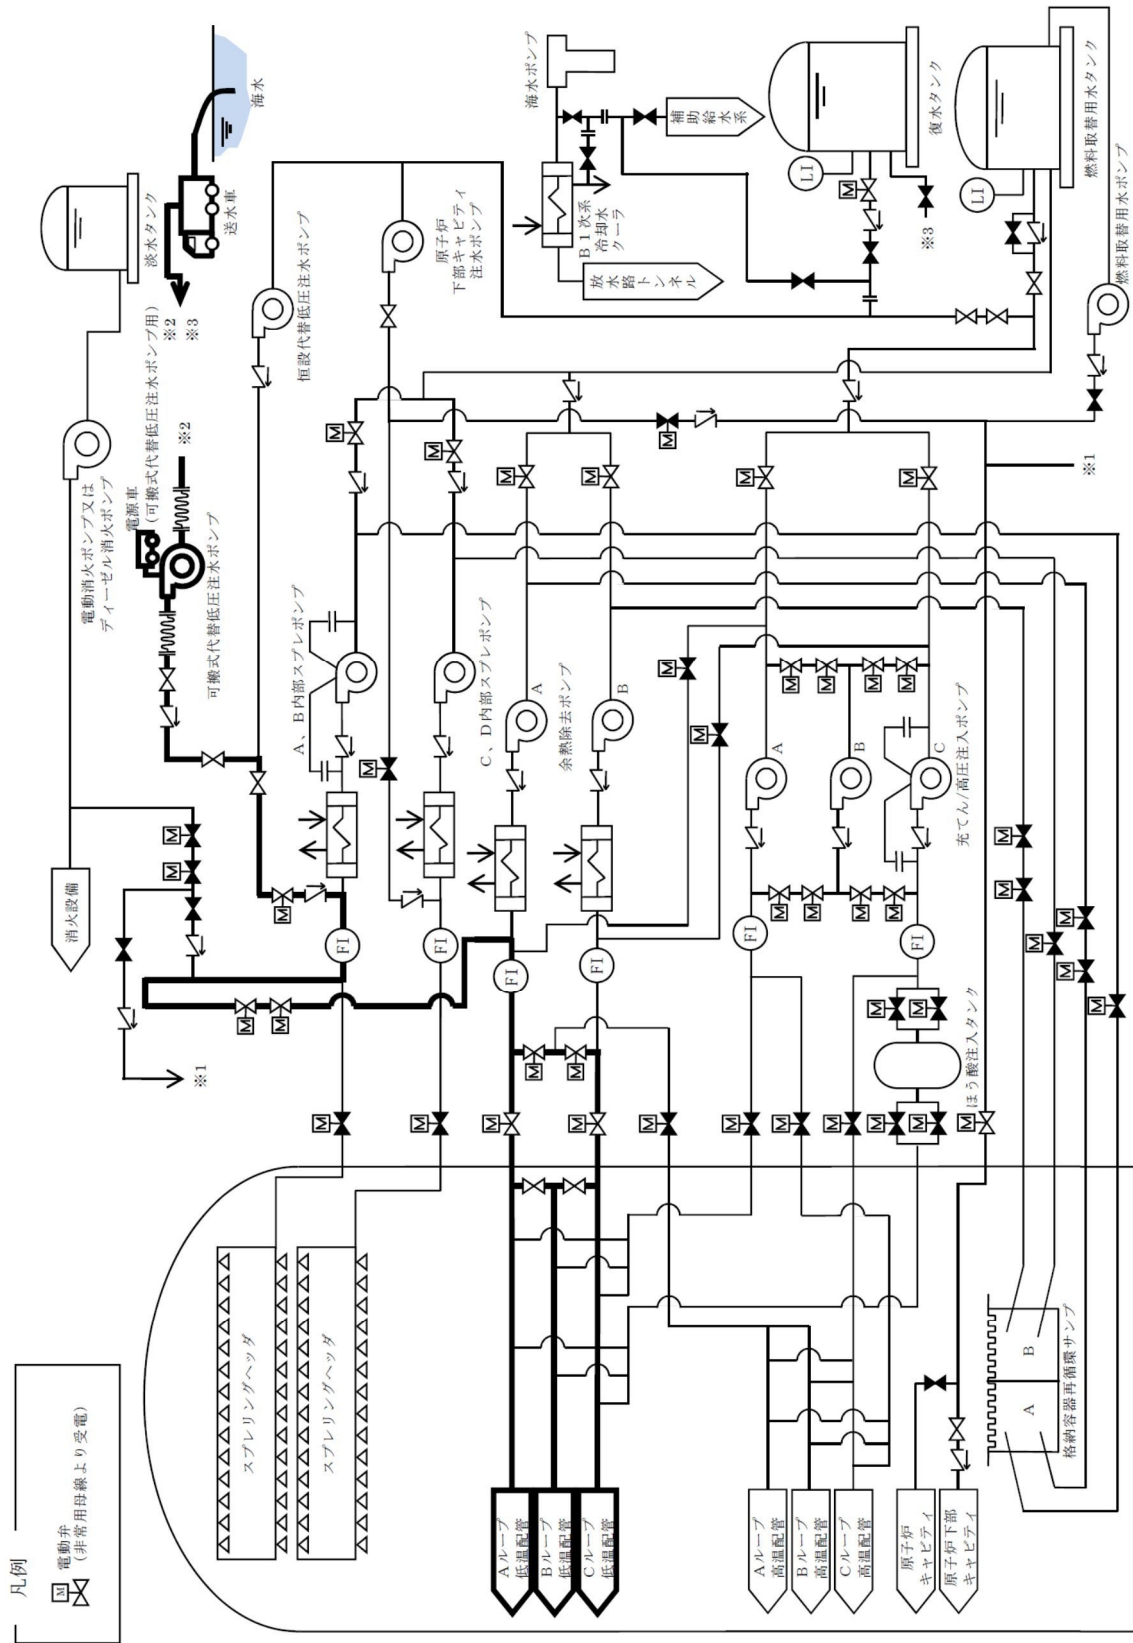 凡例
M
電動弁
(非常用母線より受電)
海水
送水車
淡水タンク
※2
※3
電動消火ポンプ又は
ディーゼル消火ポンプ
電源車
(可搬式代替低圧注水ポンプ用)
※2
可搬式代替低圧注水ポンプ
消火設備
※1
恒設代替低圧注水ポンプ
原子炉
下部キャビティ
注水ポンプ
海水ポンプ
B1次系
冷却水
クーラ
放水路トンネル
補助給水系
復水タンク
LI
M
※3
燃料取替用水タンク
LI
燃料取替用水ポンプ
※1
A、B内部スプレポンプ
C、D内部スプレポンプ
余熱除去ポンプ
A
B
充てん/高圧注入ポンプ
A
B
C
FI
FI
FI
FI
FI
FI
ほう酸注入タンク
スプレリングヘッダ
スプレリングヘッダ
Aループ
低温配管
Bループ
低温配管
Cループ
低温配管
Aループ
高温配管
Bループ
高温配管
Cループ
高温配管
原子炉
キャビティ
原子炉下部
キャビティ
A
B
格納容器再循環サンプ